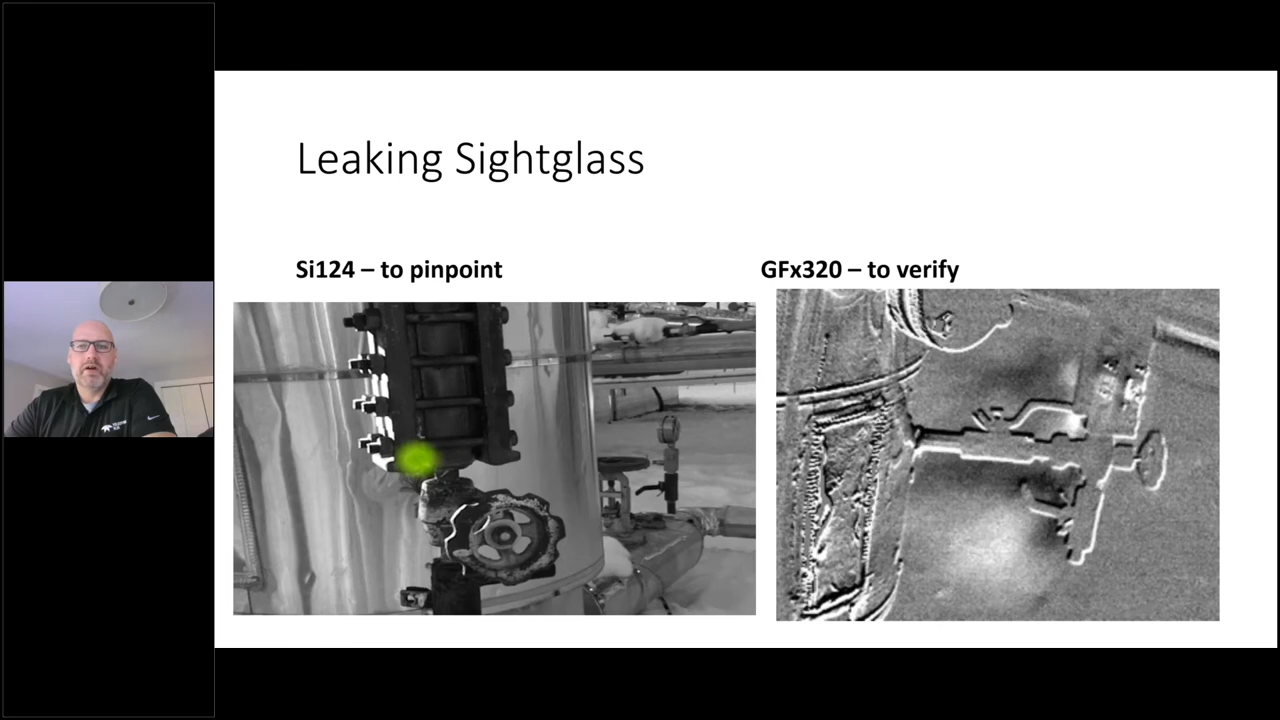 Leaking Sightglass
Si124 – to pinpoint
GFx320 – to verify